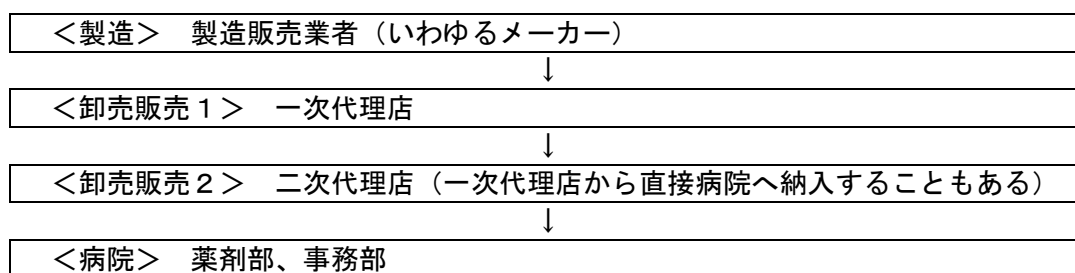 <製造> 製造販売業者(いわゆるメーカー)
↓
<卸売販売1> 一次代理店
↓
<卸売販売2> 二次代理店(一次代理店から直接病院へ納入することもある)
↓
<病院> 薬剤部、事務部